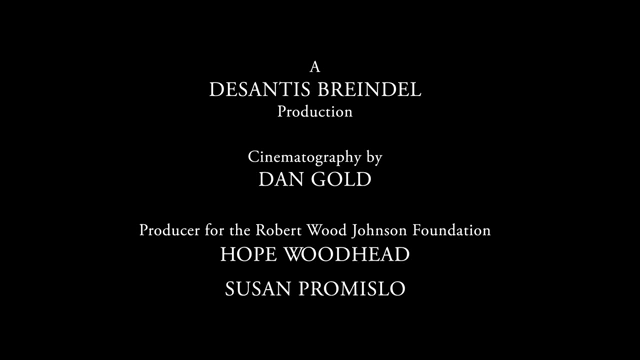 A
DESANTIS BREINDEL
Production
Cinematography by
DAN GOLD
Producer for the Robert Wood Johnson Foundation
HOPE WOODHEAD
SUSAN PROMISLO